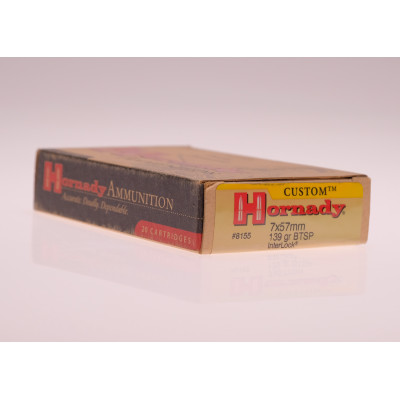 Hornady AMMUNITION
Accurate Deadly Dependable
20 CARTRIDGES
CUSTOM™
Hornady®
7x57mm
#8155 139 gr BTSP
InterLock®